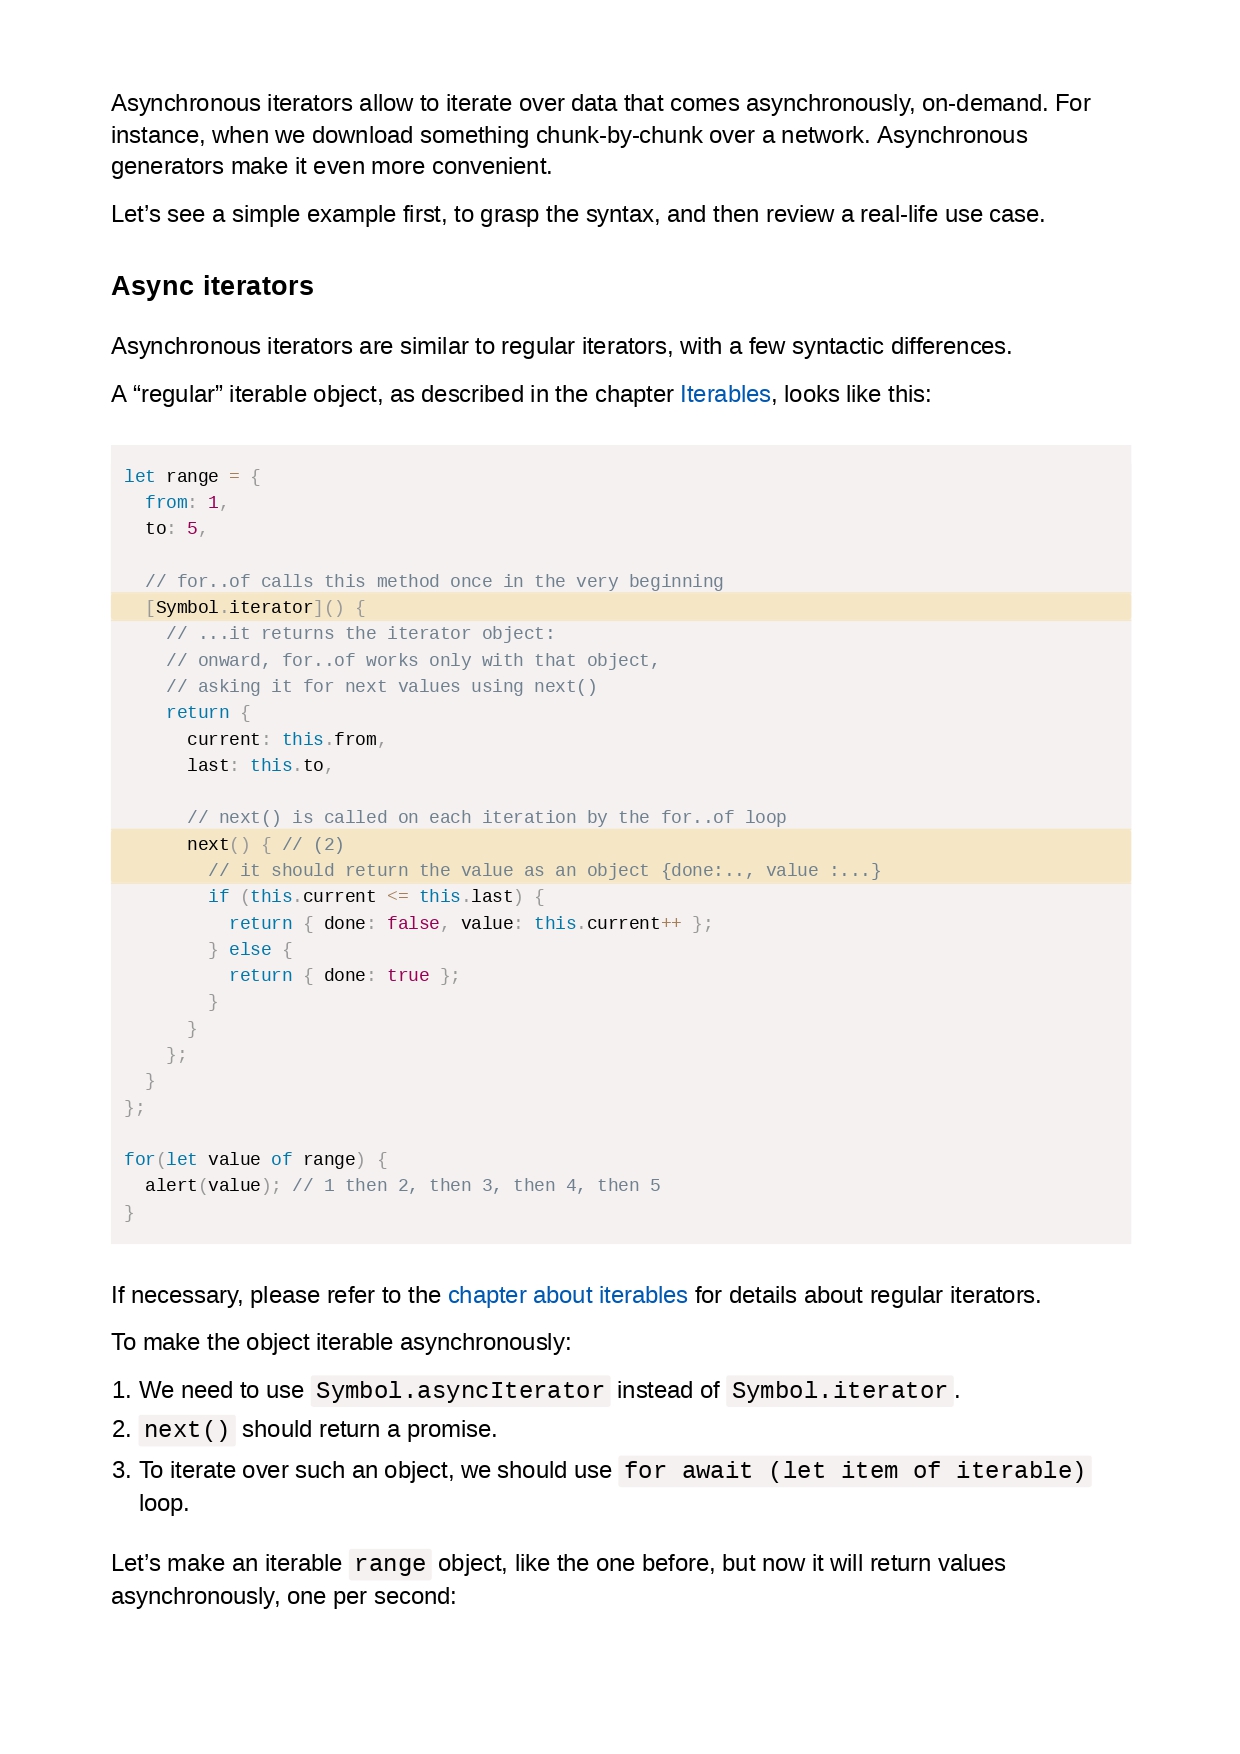 Asynchronous iterators allow to iterate over data that comes asynchronously, on-demand. For
instance, when we download something chunk-by-chunk over a network. Asynchronous
generators make it even more convenient.
Let’s see a simple example first, to grasp the syntax, and then review a real-life use case.
Async iterators
Asynchronous iterators are similar to regular iterators, with a few syntactic differences.
A “regular” iterable object, as described in the chapter Iterables, looks like this:
let range = {
  from: 1,
  to: 5,

  // for..of calls this method once in the very beginning
  [Symbol.iterator]() {
    // ...it returns the iterator object:
    // onward, for..of works only with that object,
    // asking it for next values using next()
    return {
      current: this.from,
      last: this.to,

      // next() is called on each iteration by the for..of loop
      next() { // (2)
        // it should return the value as an object {done:.., value :...}
        if (this.current <= this.last) {
          return { done: false, value: this.current++ };
        } else {
          return { done: true };
        }
      }
    };
  }
};

for(let value of range) {
  alert(value); // 1 then 2, then 3, then 4, then 5
}
If necessary, please refer to the chapter about iterables for details about regular iterators.
To make the object iterable asynchronously:
1. We need to use Symbol.asyncIterator instead of Symbol.iterator.
2. next() should return a promise.
3. To iterate over such an object, we should use for await (let item of iterable)
loop.
Let’s make an iterable range object, like the one before, but now it will return values
asynchronously, one per second: